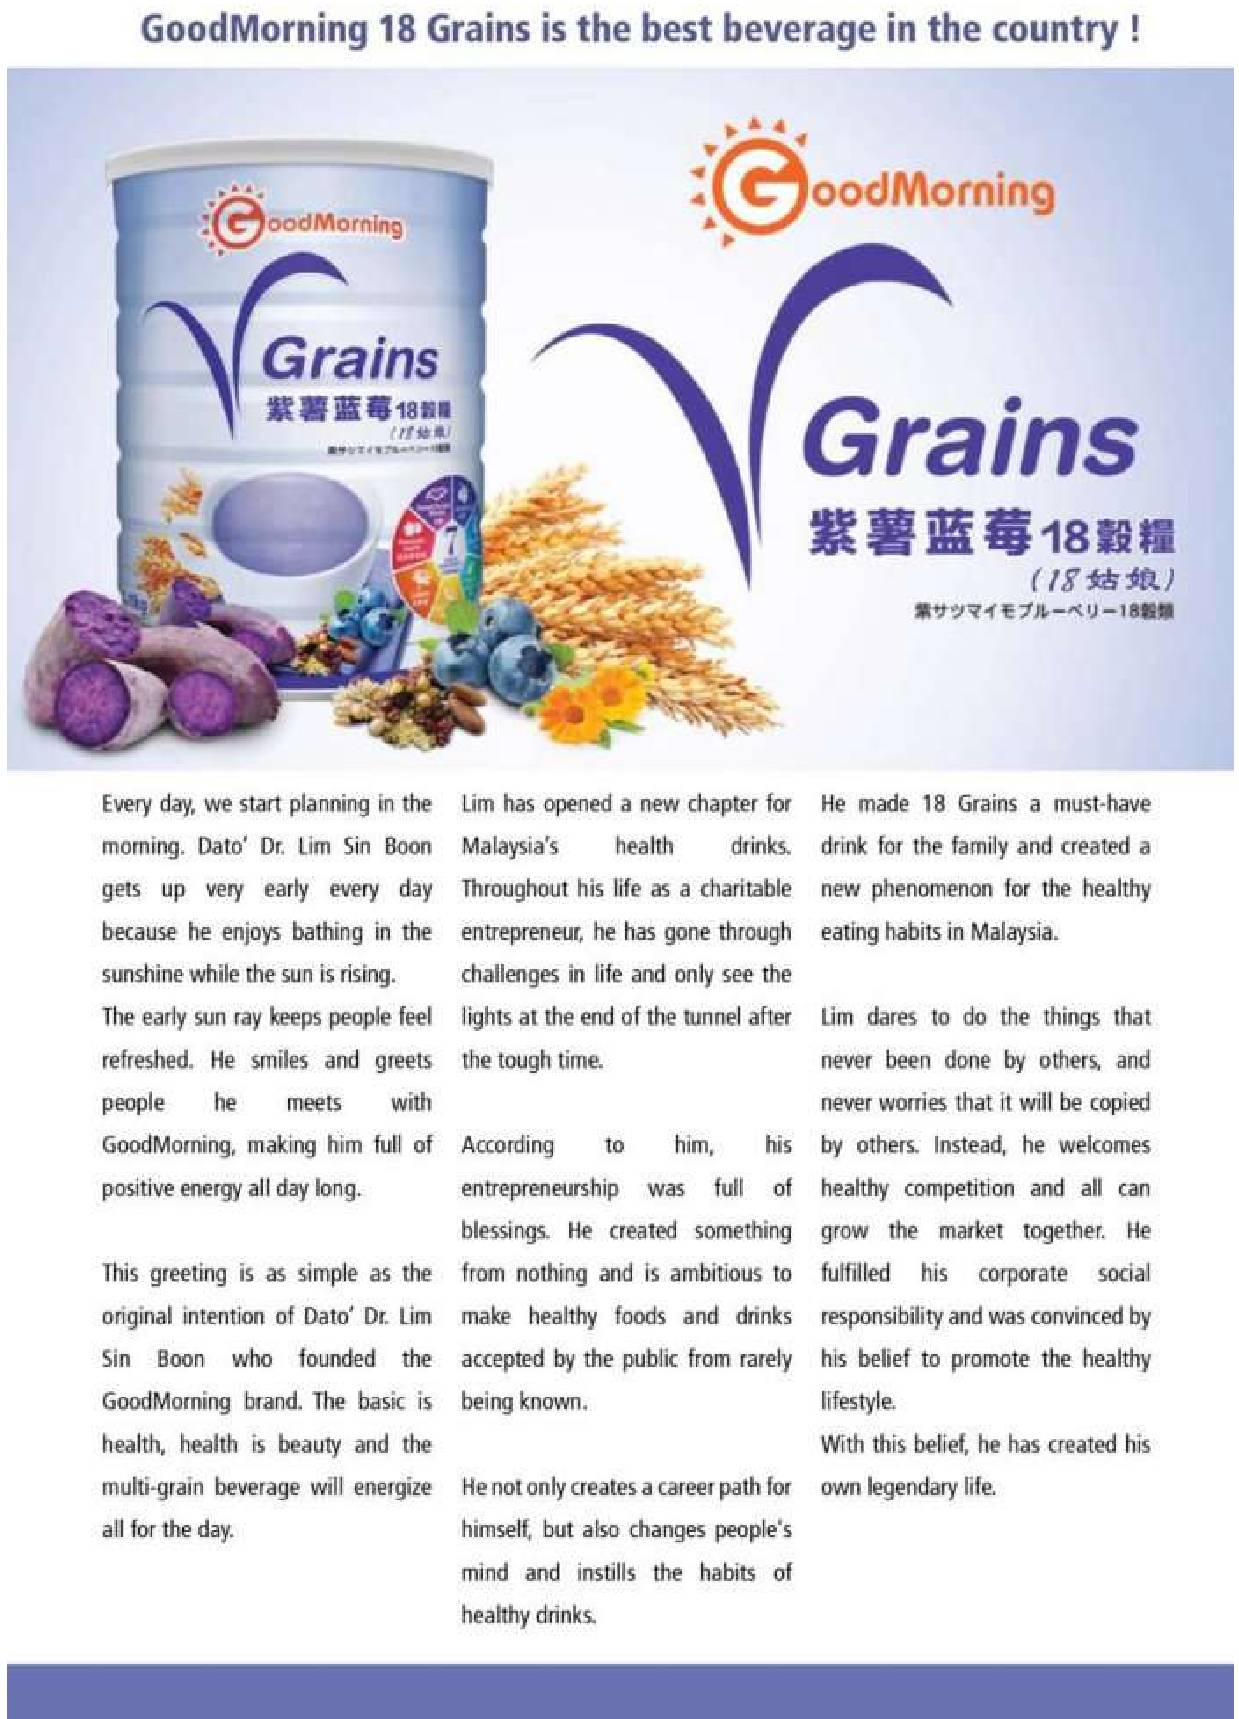 GoodMorning 18 Grains is the best beverage in the country !
GoodMorning
Grains
紫薯蓝莓18穀糧
(18姑娘)
7
GoodMorning
Grains
紫薯蓝莓18穀糧
(18姑娘)
紫サツマイモブルーベリー18穀類
Every day, we start planning in the
morning. Dato’ Dr. Lim Sin Boon
gets up very early every day
because he enjoys bathing in the
sunshine while the sun is rising.
The early sun ray keeps people feel
refreshed. He smiles and greets
people he meets with
GoodMorning, making him full of
positive energy all day long.
This greeting is as simple as the
original intention of Dato’ Dr. Lim
Sin Boon who founded the
GoodMorning brand. The basic is
health, health is beauty and the
multi-grain beverage will energize
all for the day.
Lim has opened a new chapter for
Malaysia’s health drinks.
Throughout his life as a charitable
entrepreneur, he has gone through
challenges in life and only see the
lights at the end of the tunnel after
the tough time.
According to him, his
entrepreneurship was full of
blessings. He created something
from nothing and is ambitious to
make healthy foods and drinks
accepted by the public from rarely
being known.
He not only creates a career path for
himself, but also changes people’s
mind and instills the habits of
healthy drinks.
He made 18 Grains a must-have
drink for the family and created a
new phenomenon for the healthy
eating habits in Malaysia.
Lim dares to do the things that
never been done by others, and
never worries that it will be copied
by others. Instead, he welcomes
healthy competition and all can
grow the market together. He
fulfilled his corporate social
responsibility and was convinced by
his belief to promote the healthy
lifestyle.
With this belief, he has created his
own legendary life.